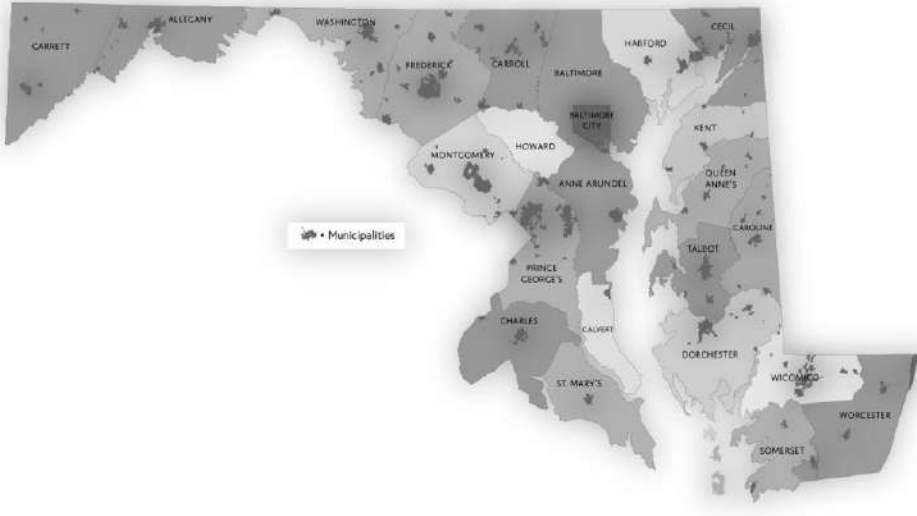 GARRETT
ALLEGANY
WASHINGTON
FREDERICK
CARROLL
BALTIMORE
HARFORD
CECIL
BALTIMORE
CITY
KENT
MONTGOMERY
HOWARD
ANNE ARUNDEL
QUEEN
ANNE'S
CAROLINE
TALBOT
• Municipalities
PRINCE
GEORGE'S
CHARLES
CALVERT
DORCHESTER
ST. MARY'S
WICOMICO
WORCESTER
SOMERSET